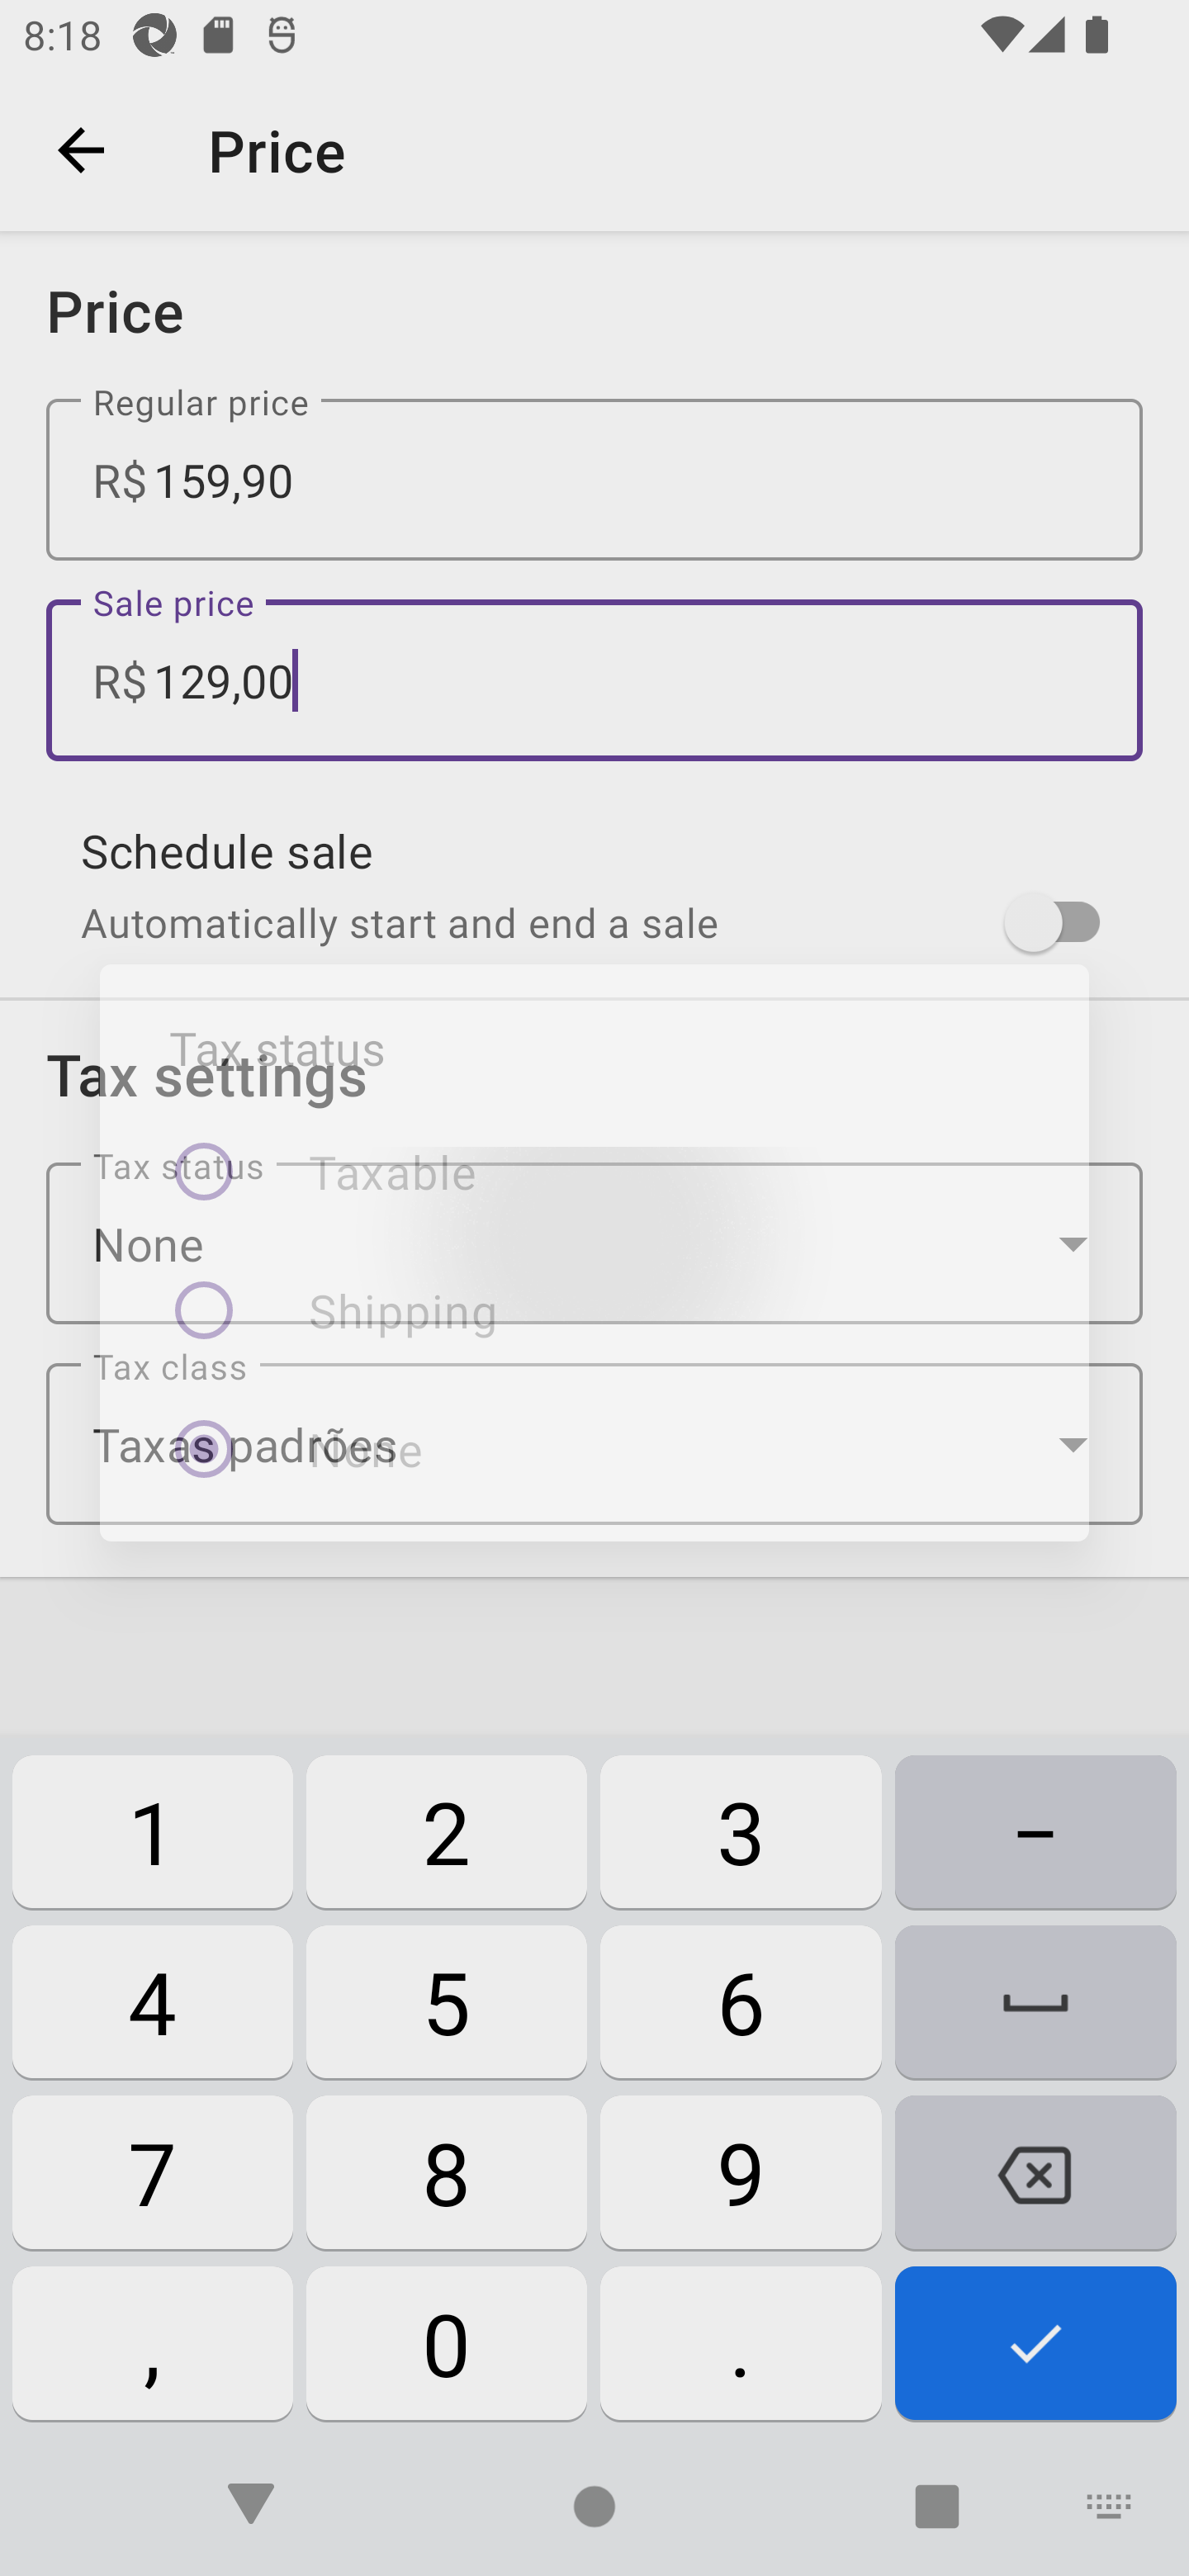 8:18
Price
Price
Regular price
R$ 159,90
Sale price
R$ 129,00
Schedule sale
Automatically start and end a sale
Tax status
Tax settings
Tax status
Taxable
None
Shipping
Tax class
Taxas padrões
None
1 2 3 –
4 5 6
7 8 9
, 0 .